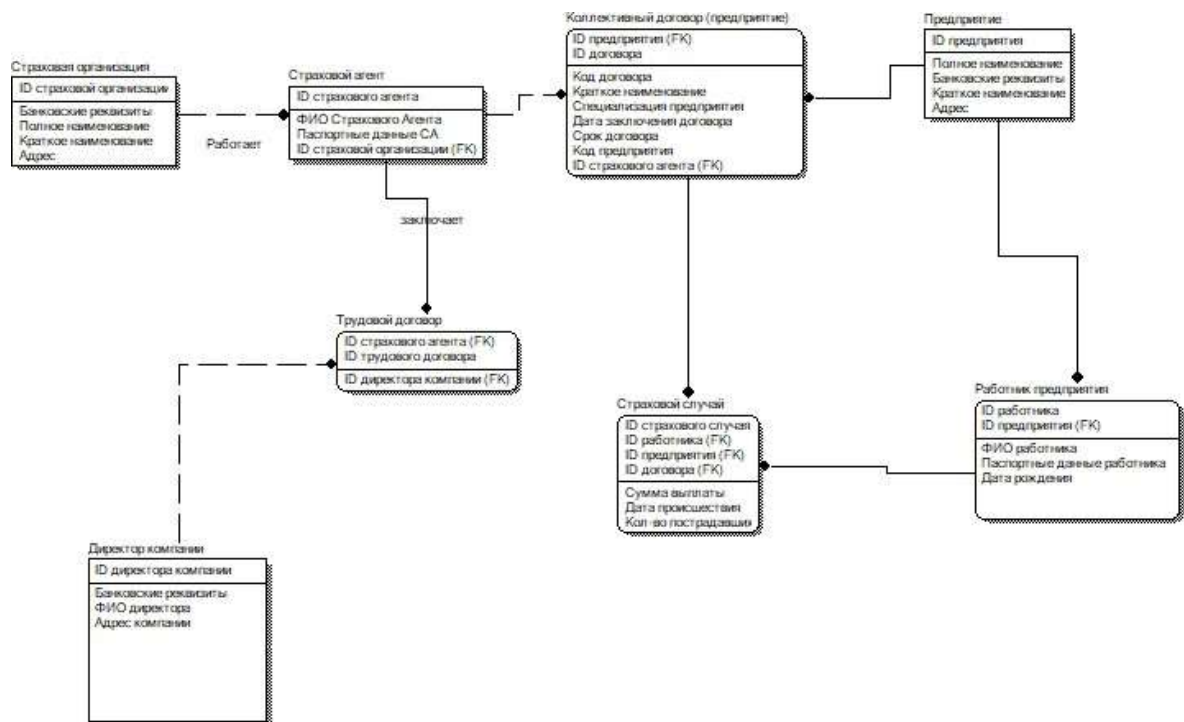 Страховая организация
ID страховой организации
Банковские реквизиты
Полное наименование
Краткое наименование
Адрес
Работает
Страховой агент
ID страхового агента
ФИО Страхового Агента
Паспортные данные СА
ID страховой организации (FK)
заключает
Коллективный договор (предприятие)
ID предприятия (FK)
ID договора
Код договора
Краткое наименование
Специализация предприятия
Дата заключения договора
Срок договора
Код предприятия
ID страхового агента (FK)
Предприятие
ID предприятия
Полное наименование
Банковские реквизиты
Краткое наименование
Адрес
Трудовой договор
ID страхового агента (FK)
ID трудового договора
ID директора компании (FK)
Страховой случай
ID страхового случая
ID работника (FK)
ID предприятия (FK)
ID договора (FK)
Сумма выплаты
Дата происшествия
Кол-во пострадавших
Работник предприятия
ID работника
ID предприятия (FK)
ФИО работника
Паспортные данные работника
Дата рождения
Директор компании
ID директора компании
Банковские реквизиты
ФИО директора
Адрес компании